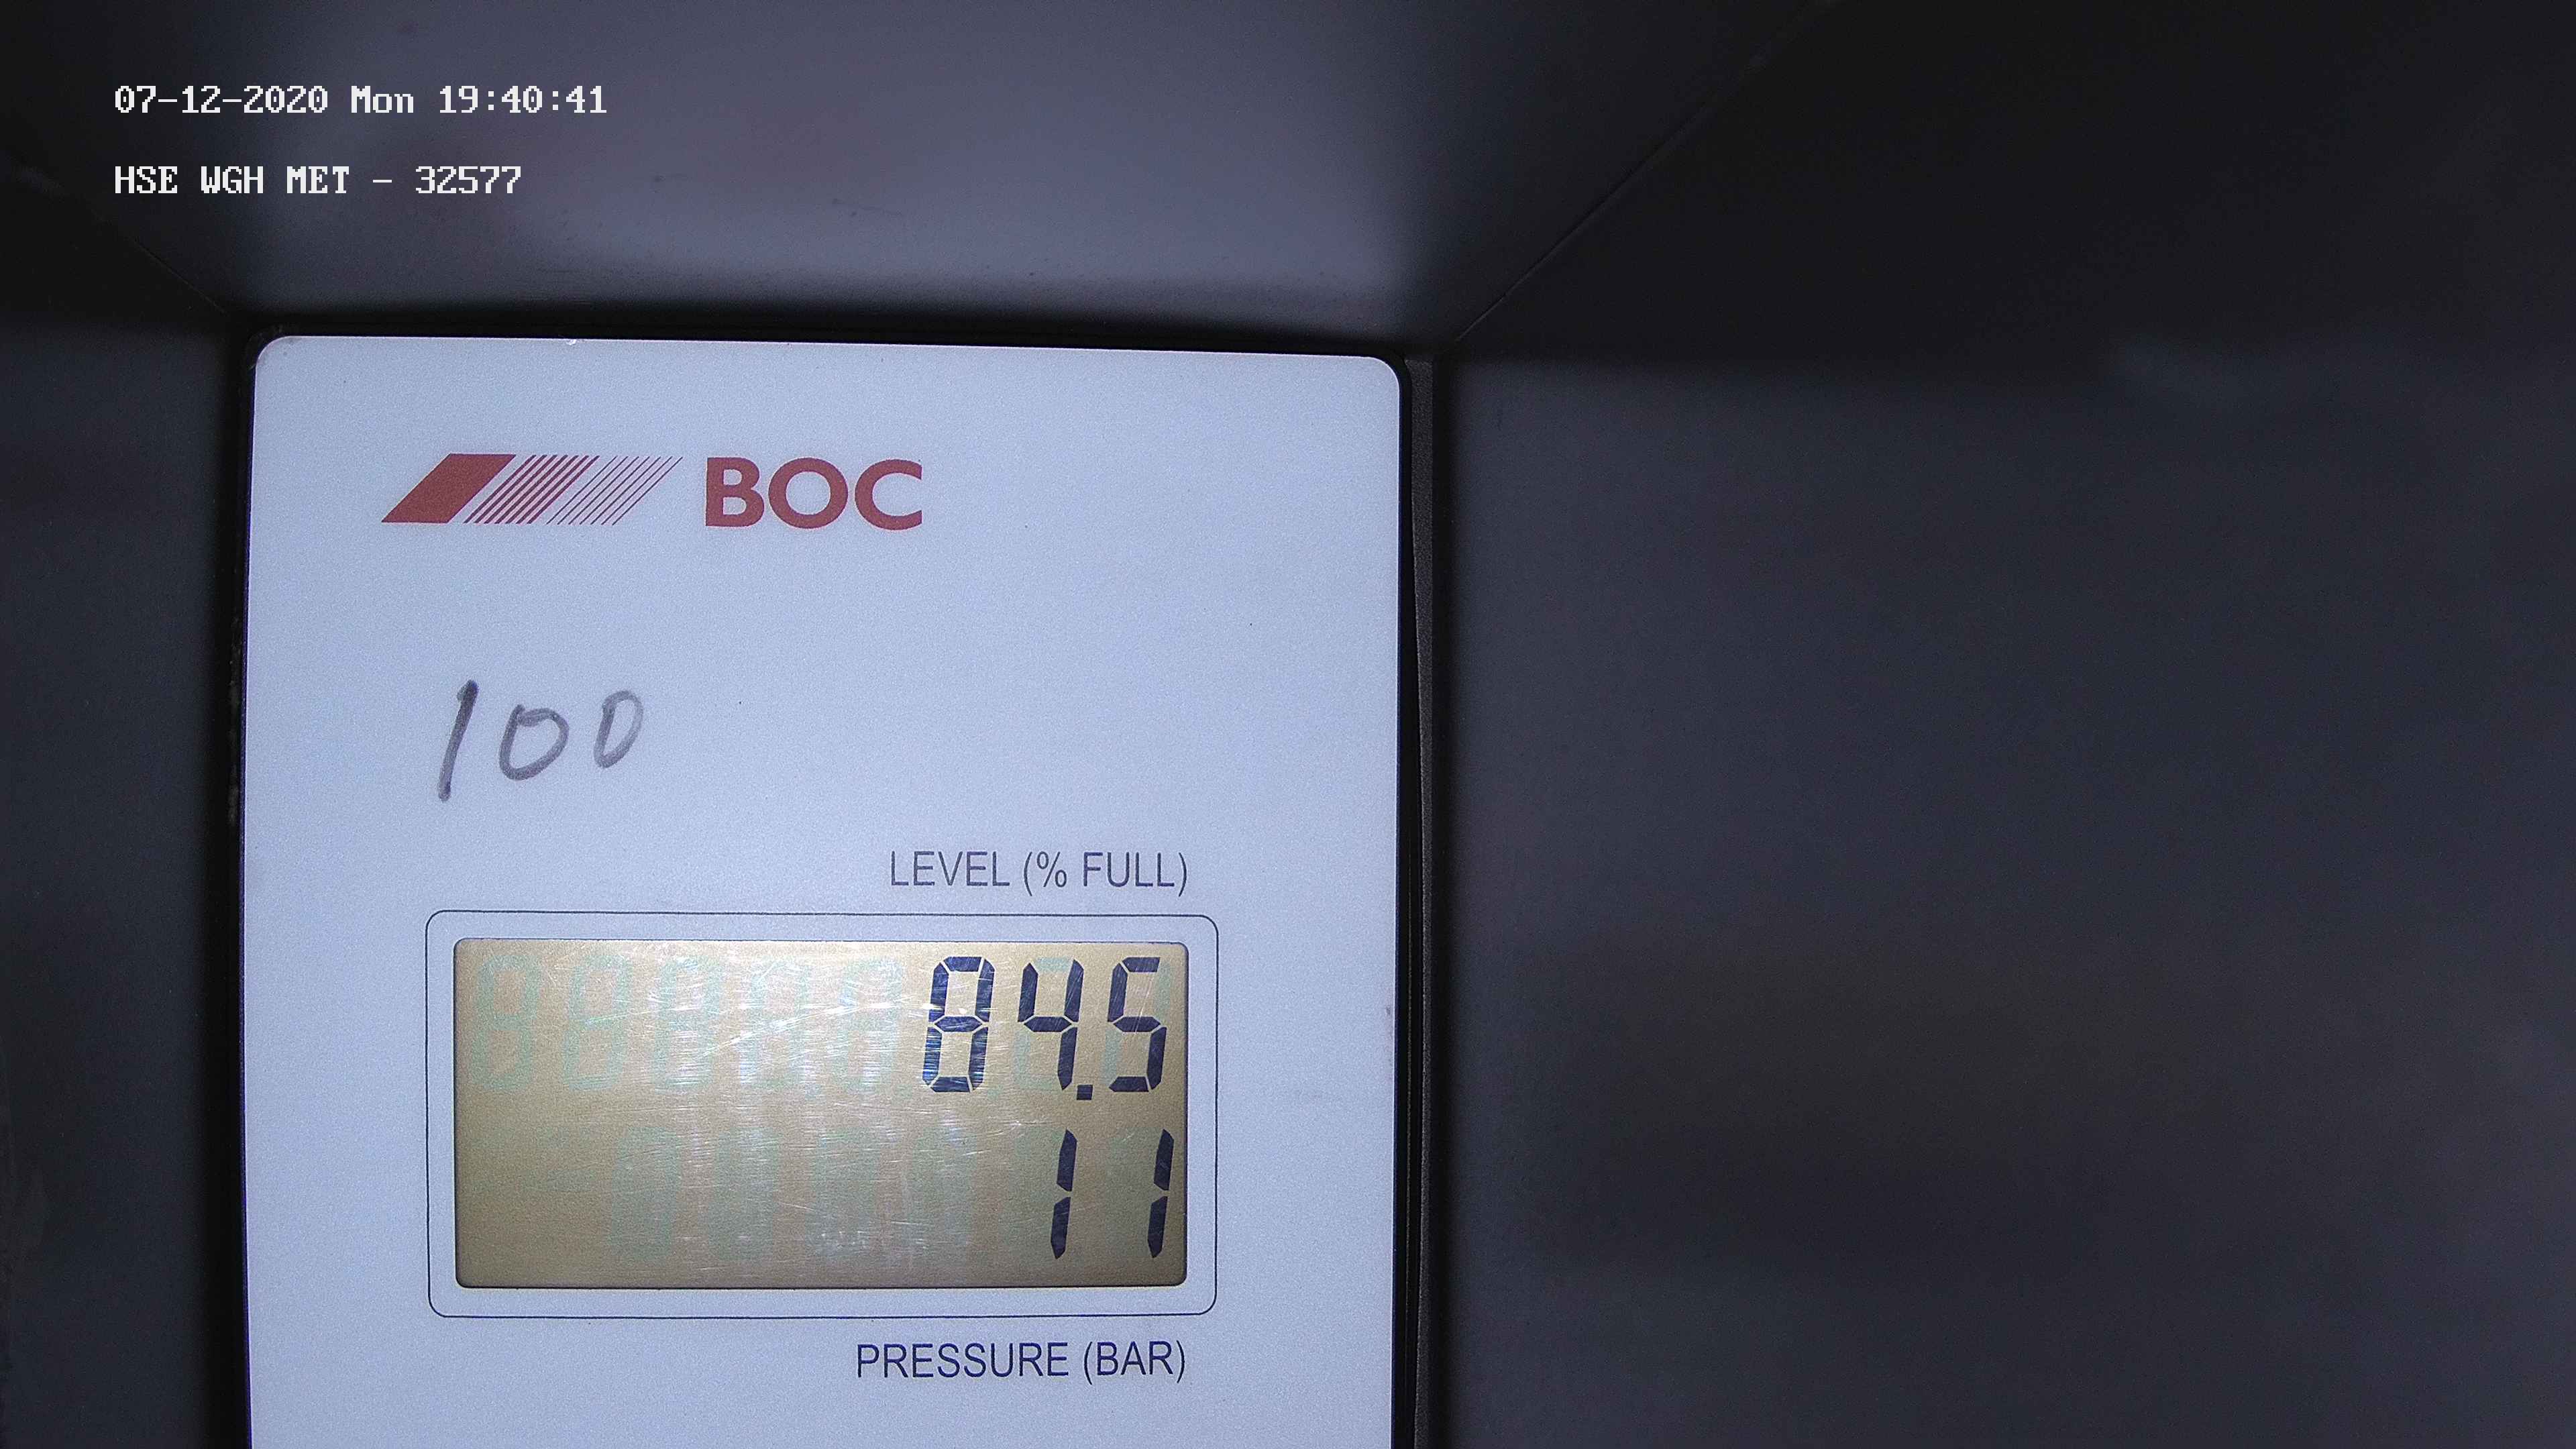 07-12-2020 Mon 19:40:41
HSE WGH MET - 32577
BOC
100
LEVEL (% FULL)
84.5
11
PRESSURE (BAR)